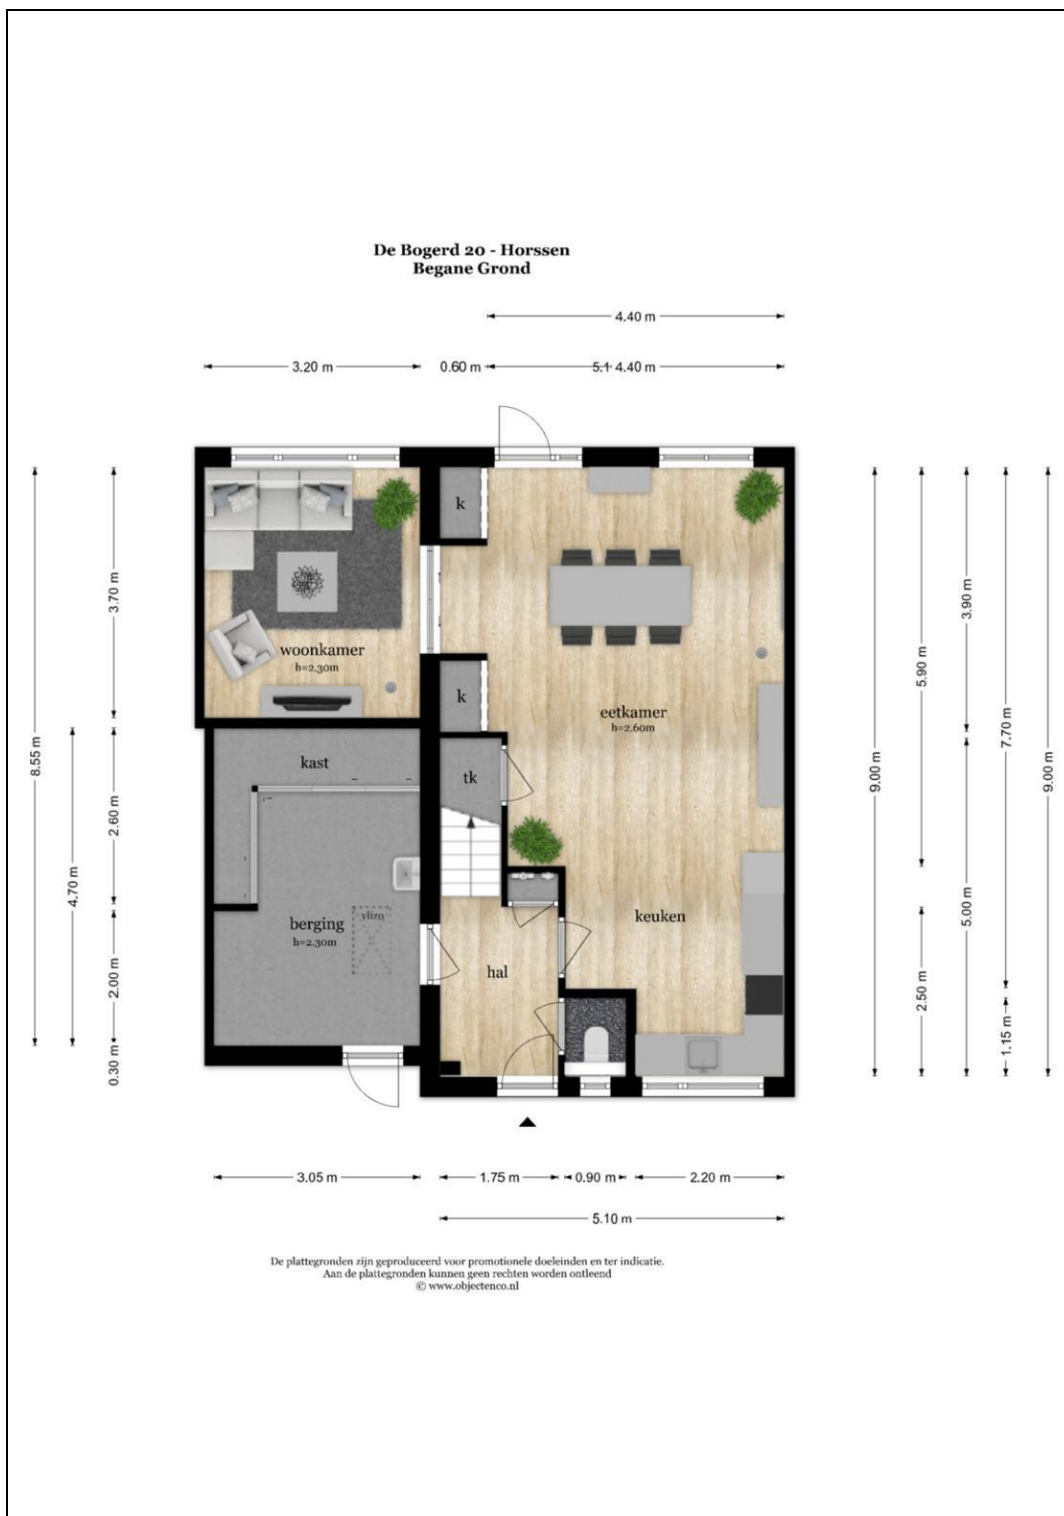 De Bogerd 20 - Horssen
Begane Grond
4.40 m
3.20 m
0.60 m
5.1 4.40 m
k
woonkamer
h=2.30m
k
eetkamer
h=2.60m
kast
tk
berging
h=2.30m
vlizo
keuken
hal
8.55 m
4.70 m
3.70 m
2.60 m
2.00 m
0.30 m
9.00 m
5.90 m
2.50 m
3.90 m
5.00 m
7.70 m
1.15 m
9.00 m
3.05 m
1.75 m
0.90 m
2.20 m
5.10 m
De plattegronden zijn geproduceerd voor promotionele doeleinden en ter indicatie.
Aan de plattegronden kunnen geen rechten worden ontleend
© www.objectenco.nl